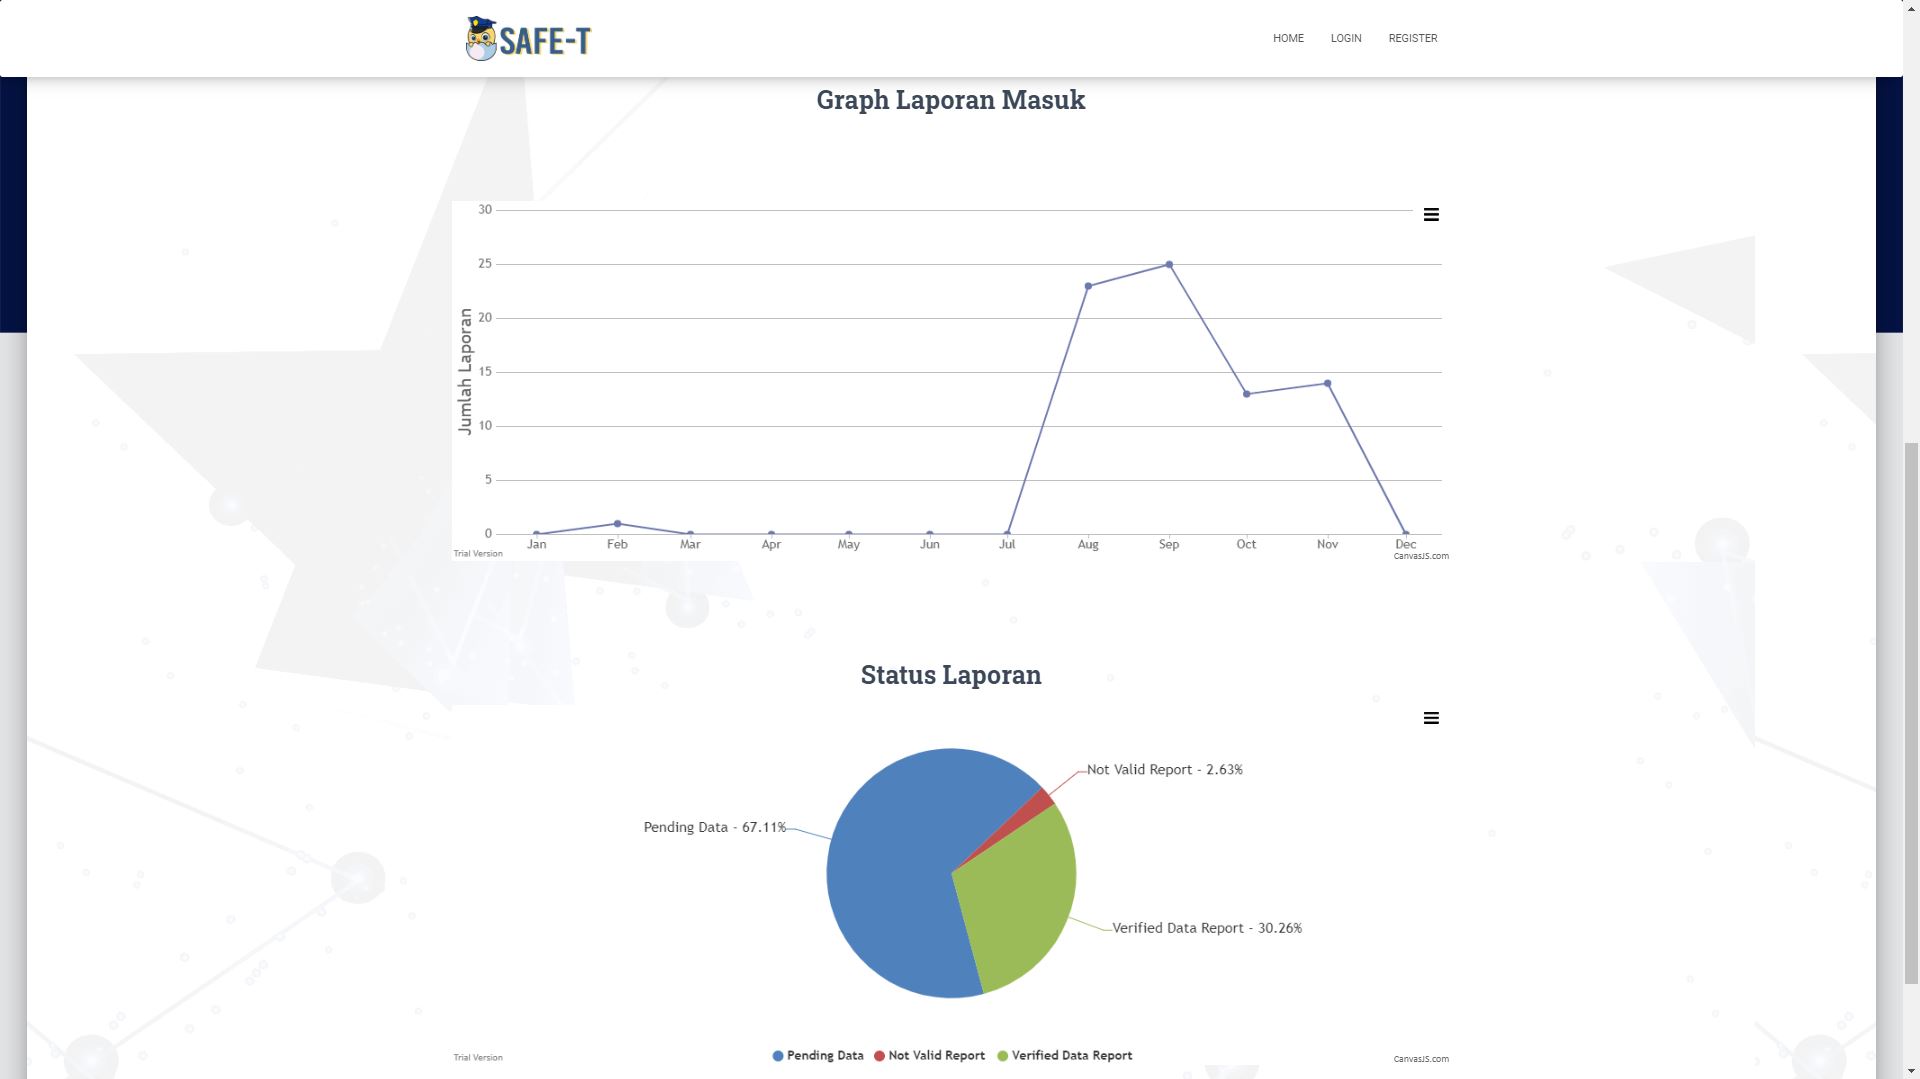 SAFE-T
HOME LOGIN REGISTER
Graph Laporan Masuk
30
25
20
15
10
5
0
Jumlah Laporan
Jan Feb Mar Apr May Jun Jul Aug Sep Oct Nov Dec
Trial Version
CanvasJS.com
Status Laporan
Not Valid Report - 2.63%
Pending Data - 67.11%
Verified Data Report - 30.26%
Pending Data Not Valid Report Verified Data Report
Trial Version
CanvasJS.com